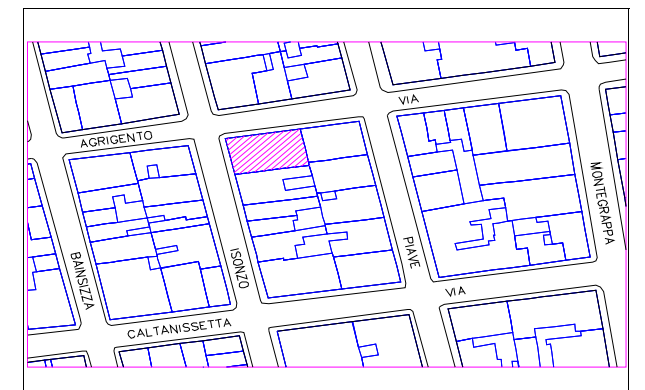 VIA
AGRIGENTO
MONTEGRAPPA
PIAVE
ISONZO
BAINSIZZA
VIA
CALTANISSETTA